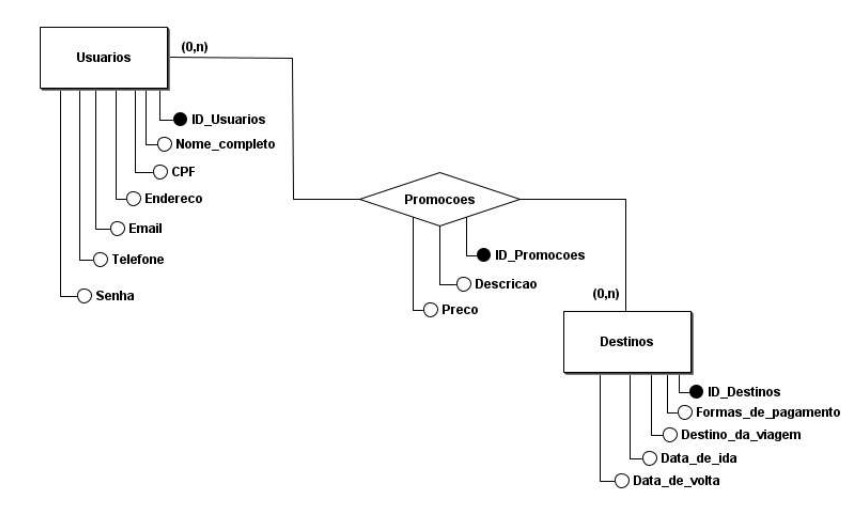 Usuarios
(0,n)
ID_Usuarios
Nome_completo
CPF
Endereco
Email
Telefone
Senha
Promocoes
ID_Promocoes
Descricao
Preco
(0,n)
Destinos
ID_Destinos
Formas_de_pagamento
Destino_da_viagem
Data_de_ida
Data_de_volta